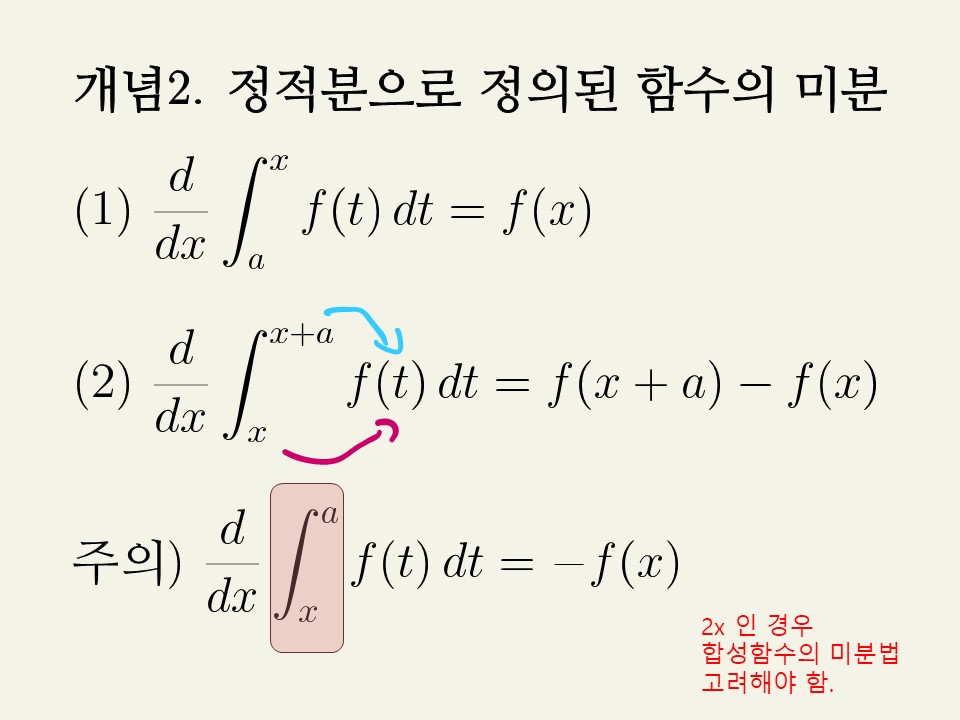 개념2. 정적분으로 정의된 함수의 미분
(1) \frac{d}{dx} \int_{a}^{x} f(t) dt = f(x)
(2) \frac{d}{dx} \int_{x}^{x+a} f(t) dt = f(x + a) − f(x)
주의) \frac{d}{dx} \int_{x}^{a} f(t) dt = −f(x)
2x 인 경우
합성함수의 미분법
고려해야 함.